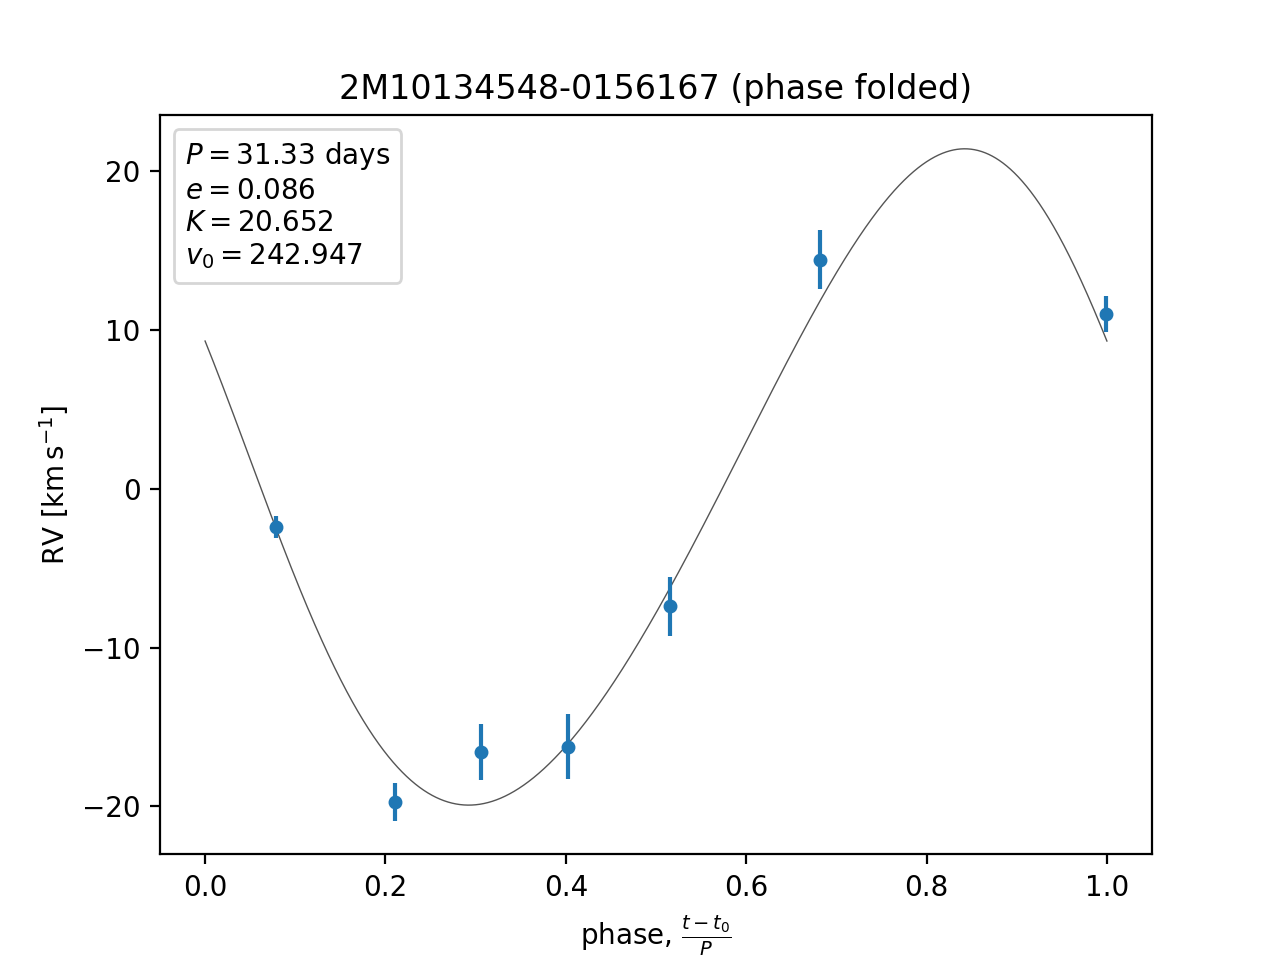 2M10134548-0156167 (phase folded)
P = 31.33 days
e = 0.086
K = 20.652
v₀ = 242.947
RV [km s⁻¹]
20
10
0
−10
−20
0.0 0.2 0.4 0.6 0.8 1.0
phase, (t − t₀)/P